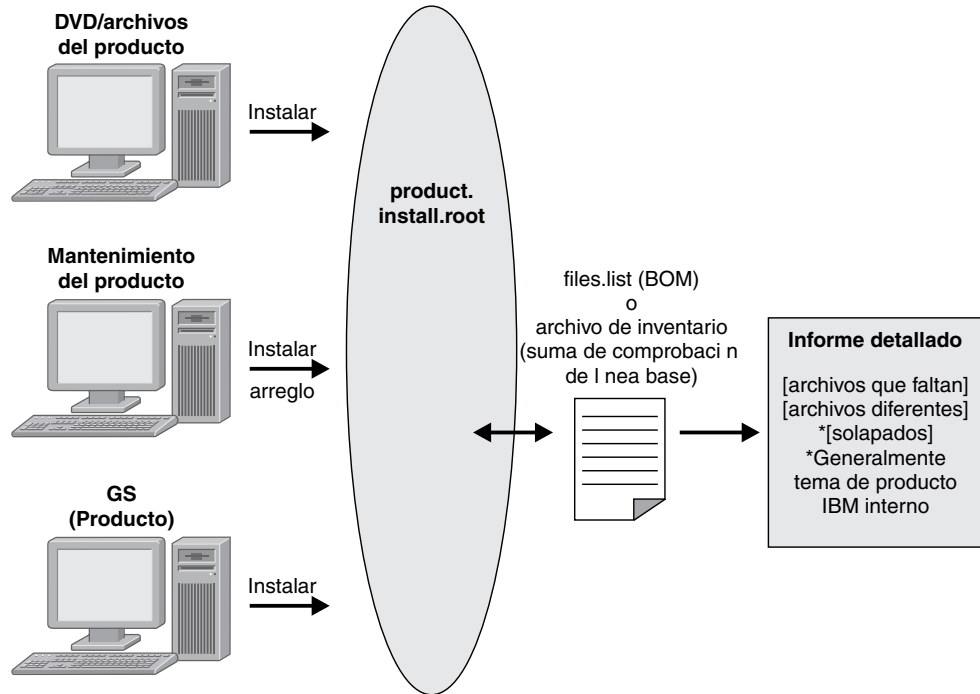 DVD/archivos
del producto
Instalar
Mantenimiento
del producto
Instalar
arreglo
GS
(Producto)
Instalar
product.
install.root
files.list (BOM)
o
archivo de inventario
(suma de comprobaci n
de l nea base)
Informe detallado
[archivos que faltan]
[archivos diferentes]
*[solapados]
*Generalmente
tema de producto
IBM interno